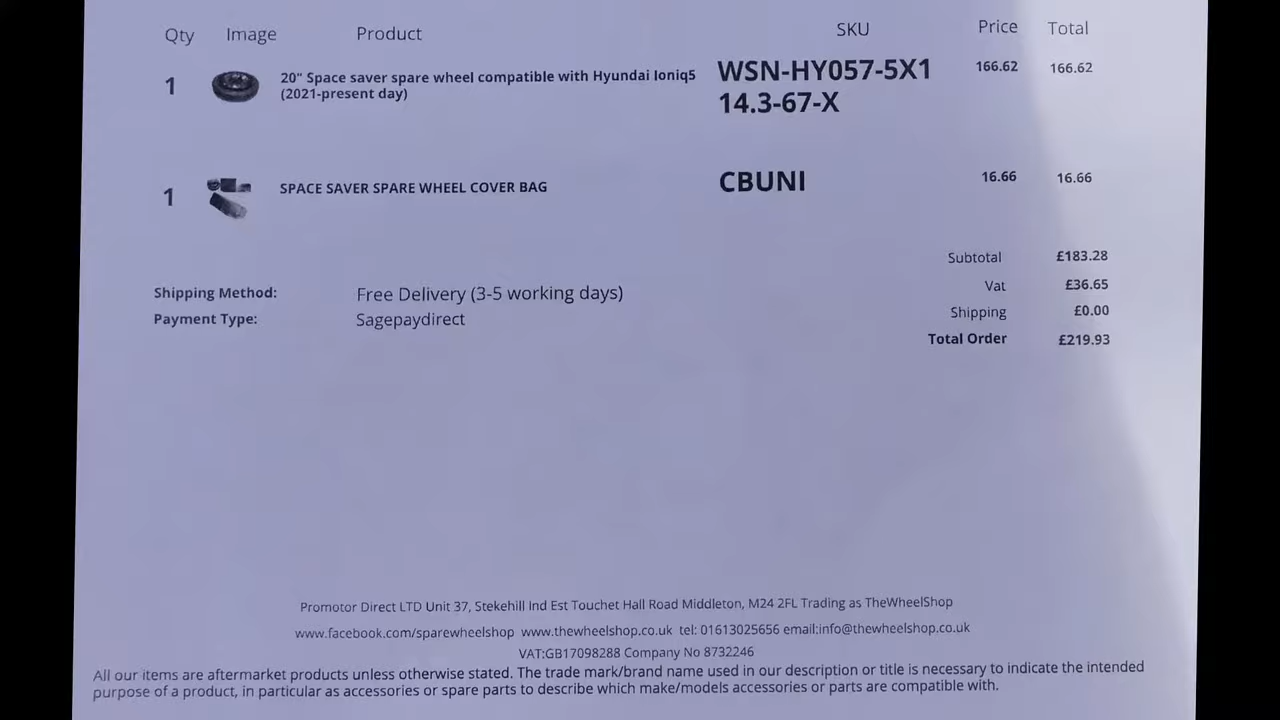 Qty Image Product SKU Price Total
1 20" Space saver spare wheel compatible with Hyundai Ioniq5 WSN-HY057-5X1 166.62 166.62
(2021-present day) 14.3-67-X
1 SPACE SAVER SPARE WHEEL COVER BAG CBUNI 16.66 16.66
Subtotal £183.28
Vat £36.65
Shipping Method: Free Delivery (3-5 working days)
Shipping £0.00
Payment Type: Sagepaydirect
Total Order £219.93
Promotor Direct LTD Unit 37, Stekehill Ind Est Touchet Hall Road Middleton, M24 2FL Trading as TheWheelShop
www.facebook.com/sparewheelshop www.thewheelshop.co.uk tel: 01613025656 email:info@thewheelshop.co.uk
VAT:GB17098288 Company No 8732246
All our items are aftermarket products unless otherwise stated. The trade mark/brand name used in our description or title is necessary to indicate the intended
purpose of a product, in particular as accessories or spare parts to describe which make/models accessories or parts are compatible with.